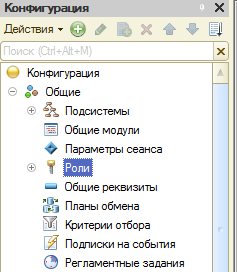 Конфигурация
Действия
Поиск (Ctrl+Alt+M)
Конфигурация
Общие
Подсистемы
Общие модули
Параметры сеанса
Роли
Общие реквизиты
Планы обмена
Критерии отбора
Подписки на события
Регламентные задания